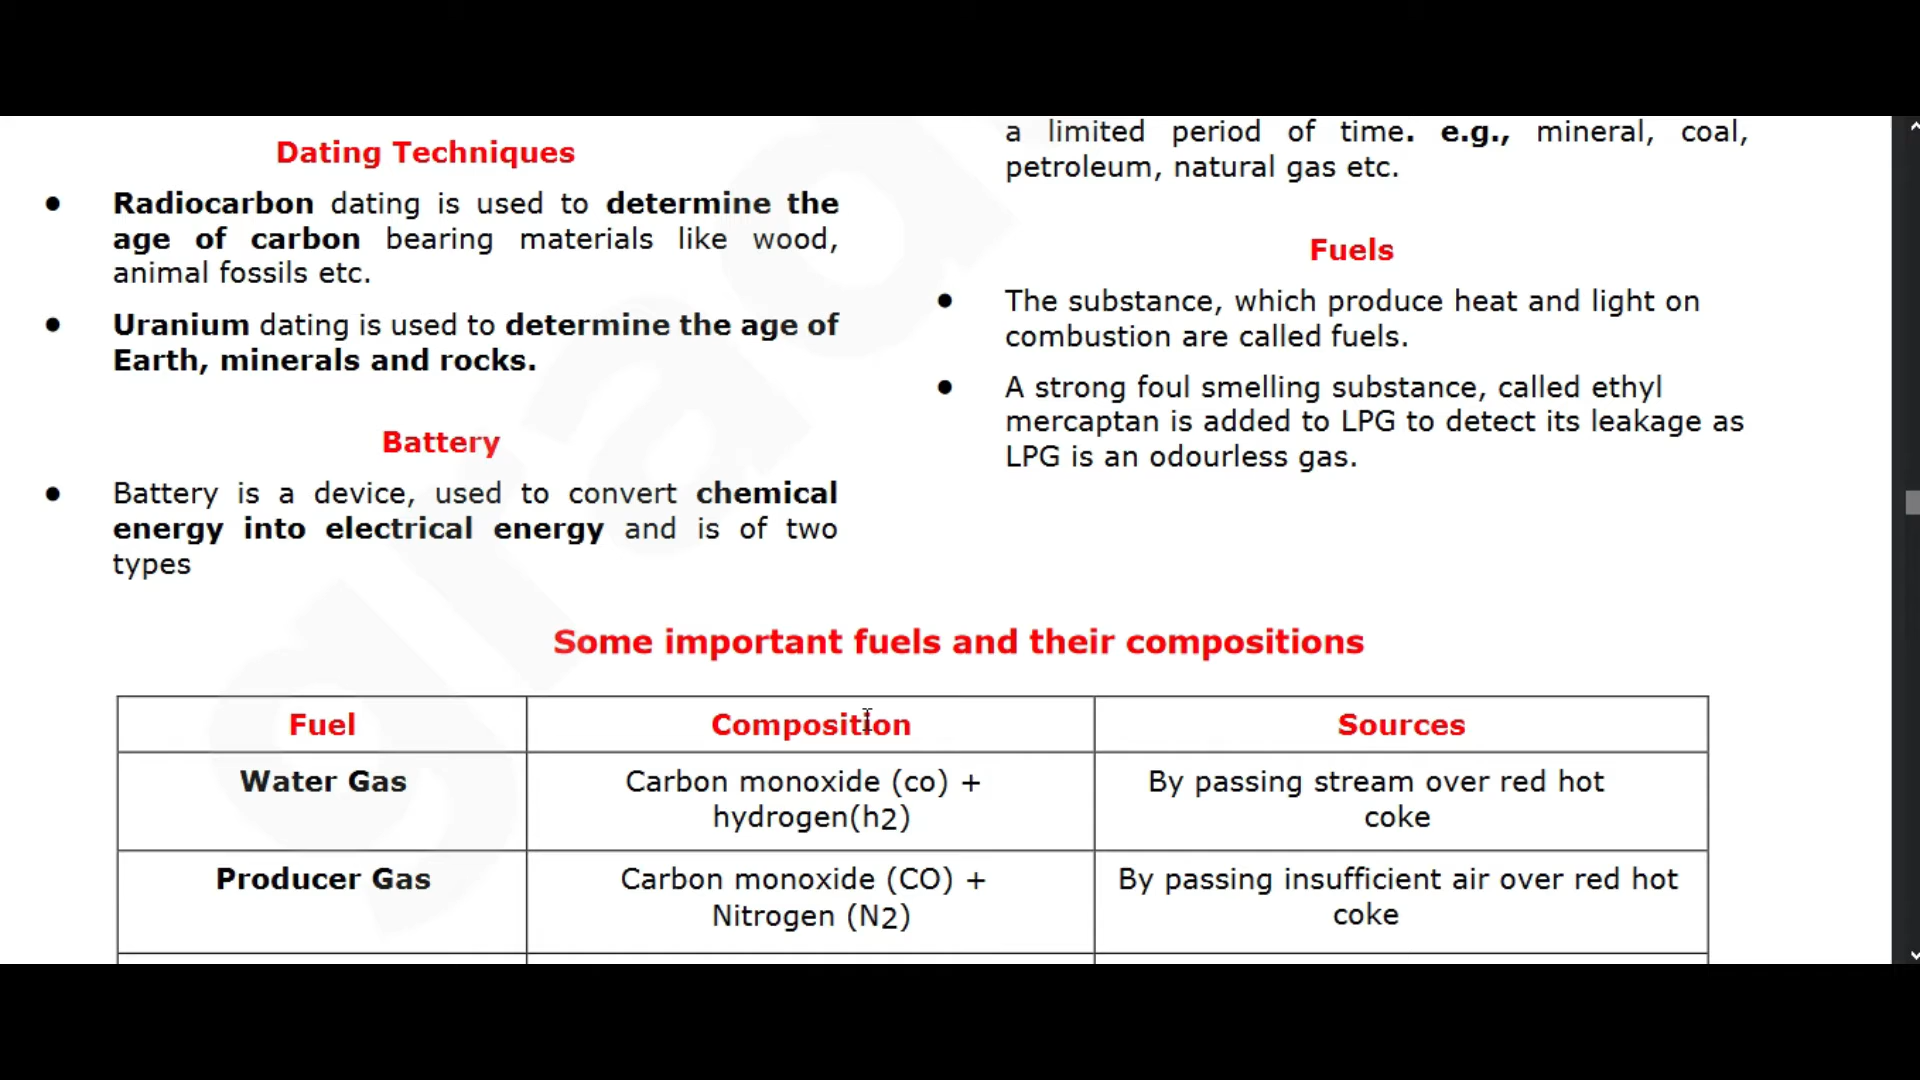 Dating Techniques
● Radiocarbon dating is used to determine the
age of carbon bearing materials like wood,
animal fossils etc.
● Uranium dating is used to determine the age of
Earth, minerals and rocks.
Battery
● Battery is a device, used to convert chemical
energy into electrical energy and is of two
types
a limited period of time. e.g., mineral, coal,
petroleum, natural gas etc.
Fuels
● The substance, which produce heat and light on
combustion are called fuels.
● A strong foul smelling substance, called ethyl
mercaptan is added to LPG to detect its leakage as
LPG is an odourless gas.
Some important fuels and their compositions
Fuel Composition Sources
Water Gas Carbon monoxide (co) + By passing stream over red hot
hydrogen(h2) coke
Producer Gas Carbon monoxide (CO) + By passing insufficient air over red hot
Nitrogen (N2) coke